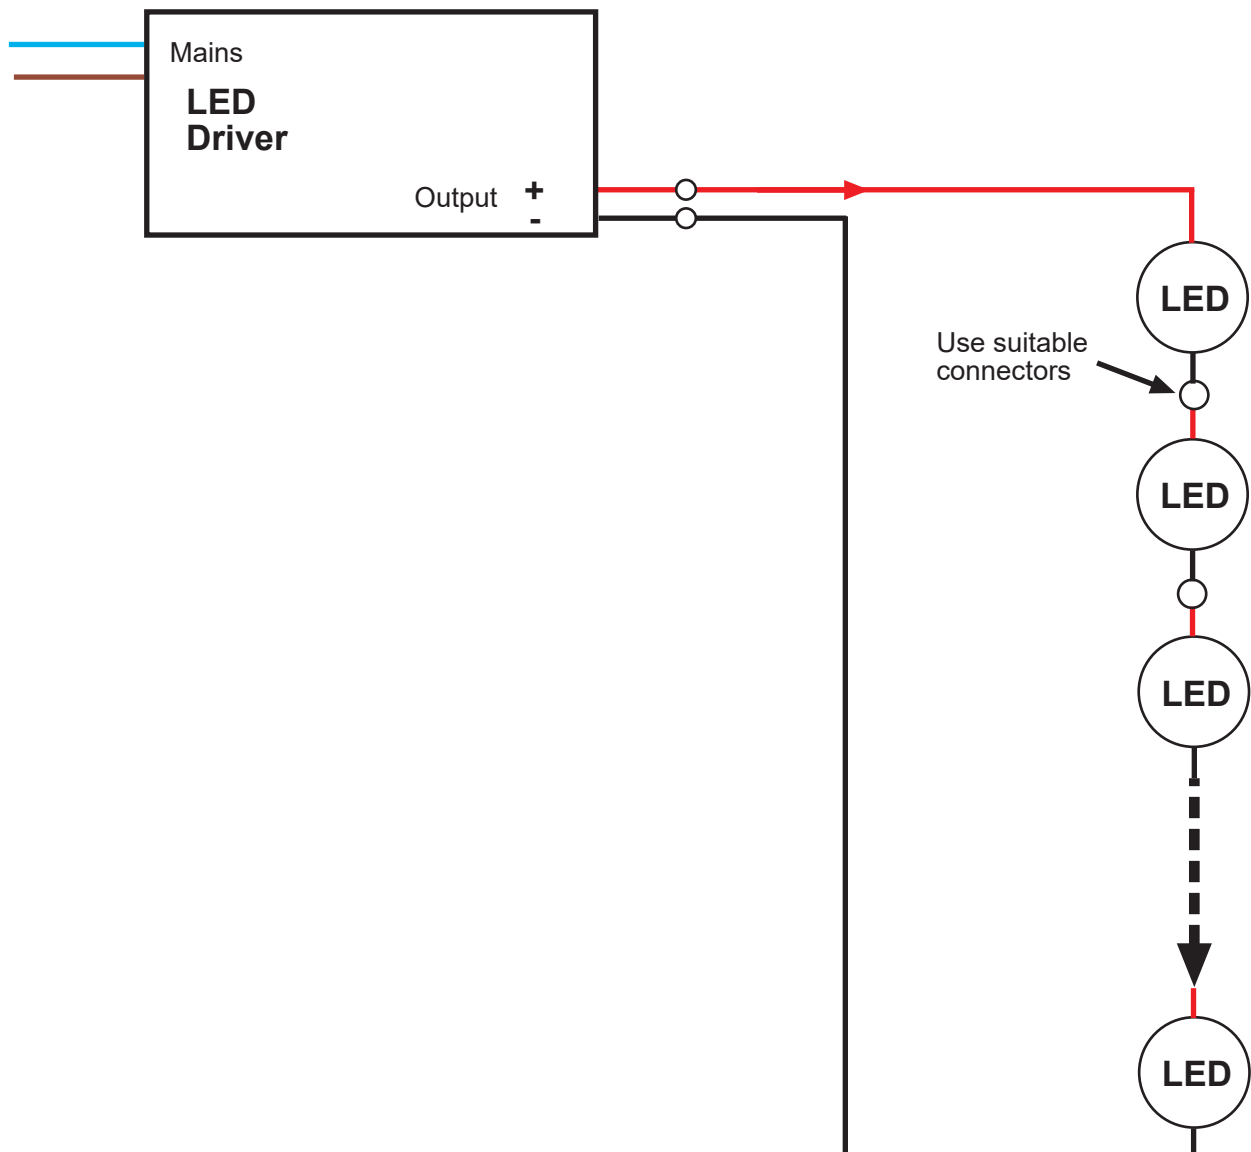 Mains
LED
Driver
Output +
-
LED
Use suitable
connectors
LED
LED
LED